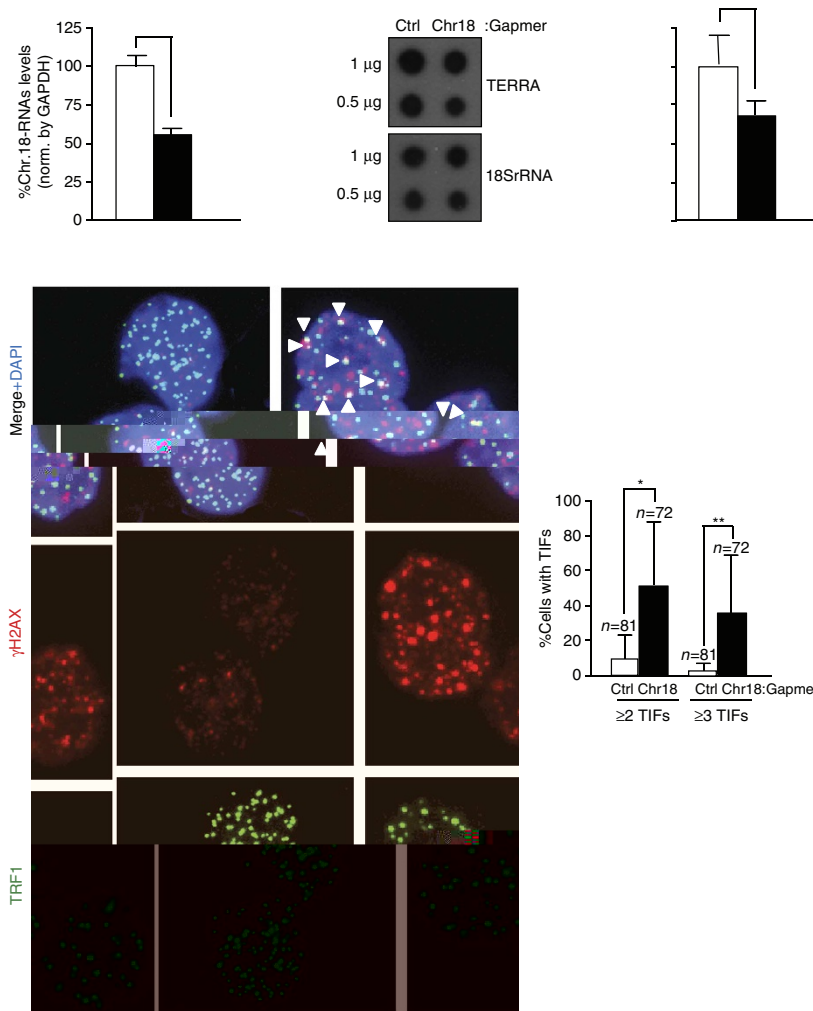 %Chr.18-RNAs levels
(norm. by GAPDH)
125
100
75
50
25
0
Ctrl Chr18 :Gapmer
1 µg
0.5 µg
TERRA
1 µg
0.5 µg
18SrRNA
Merge+DAPI
γH2AX
TRF1
%Cells with TIFs
100
80
60
40
20
0
*
**
n=72
n=72
n=81
n=81
Ctrl Chr18 Ctrl Chr18:Gapme
≥2 TIFs ≥3 TIFs